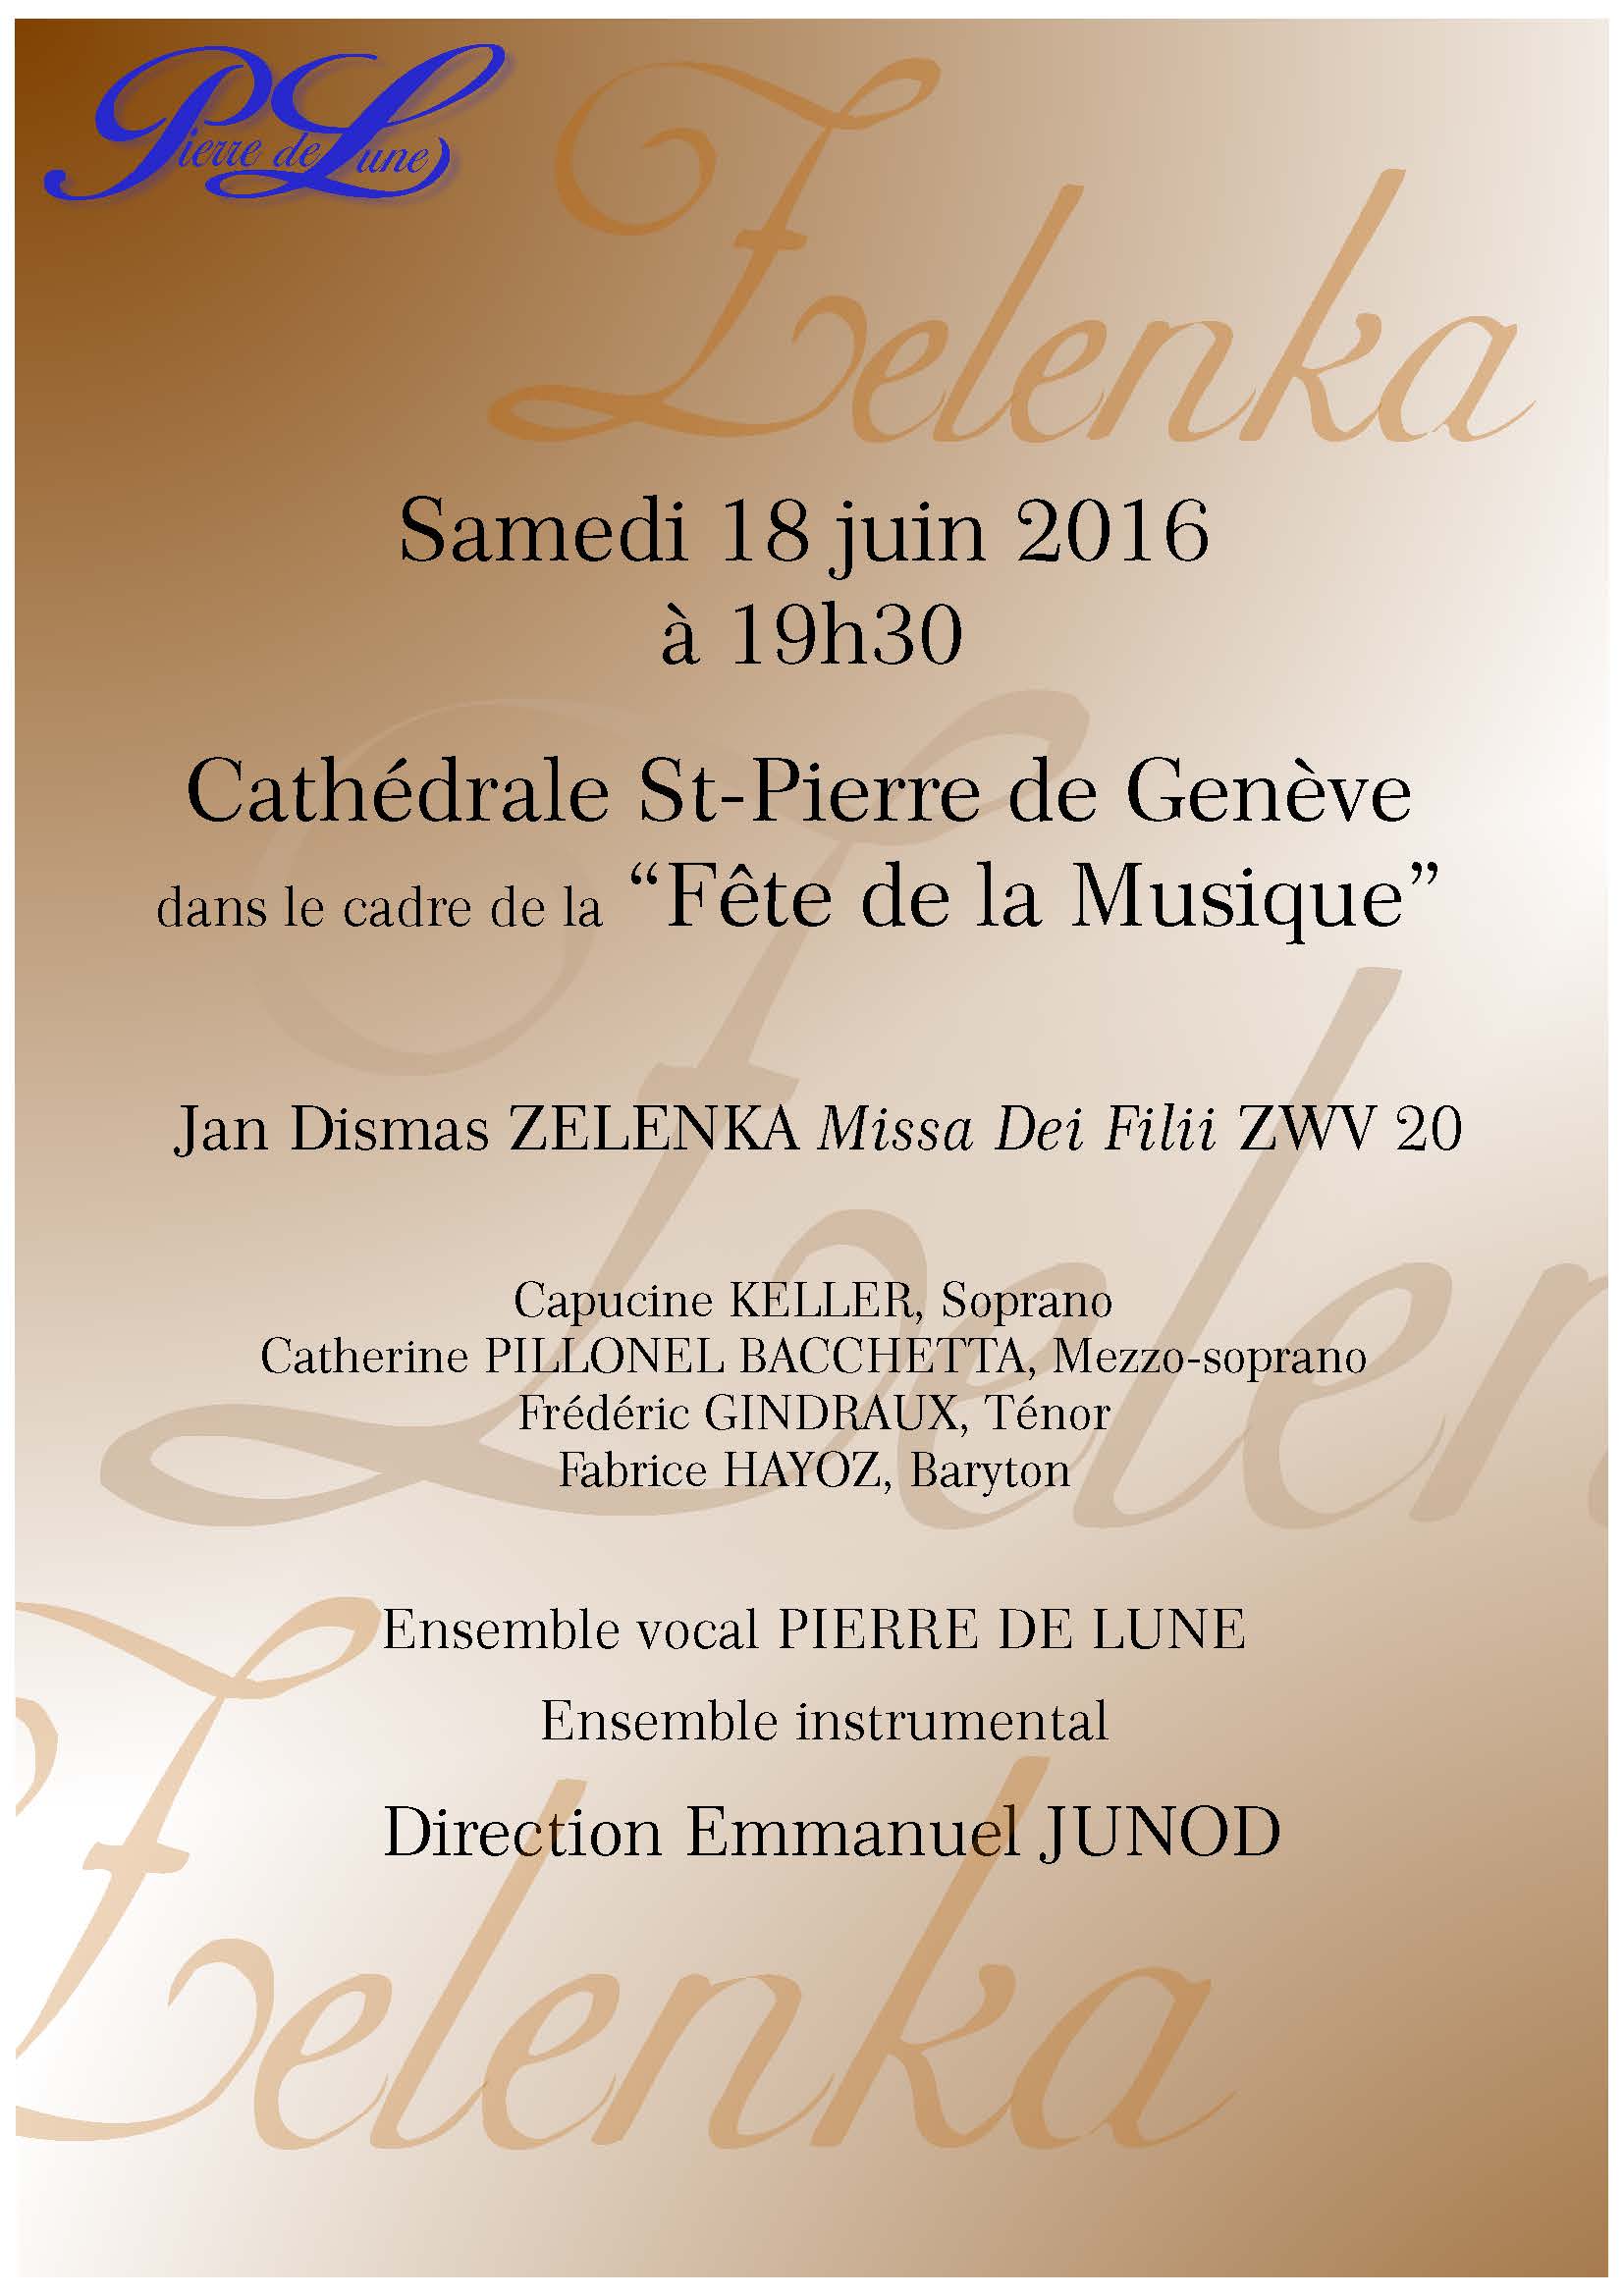 Pierre de Lune
Zelenka
Samedi 18 juin 2016
à 19h30
Cathédrale St-Pierre de Genève
dans le cadre de la “Fête de la Musique”
Jan Dismas ZELENKA Missa Dei Filii ZWV 20
Zelen
Capucine KELLER, Soprano
Catherine PILLONEL BACCHETTA, Mezzo-soprano
Frédéric GINDRAUX, Ténor
Fabrice HAYOZ, Baryton
Ensemble vocal PIERRE DE LUNE
Ensemble instrumental
Direction Emmanuel JUNOD
Zelenka